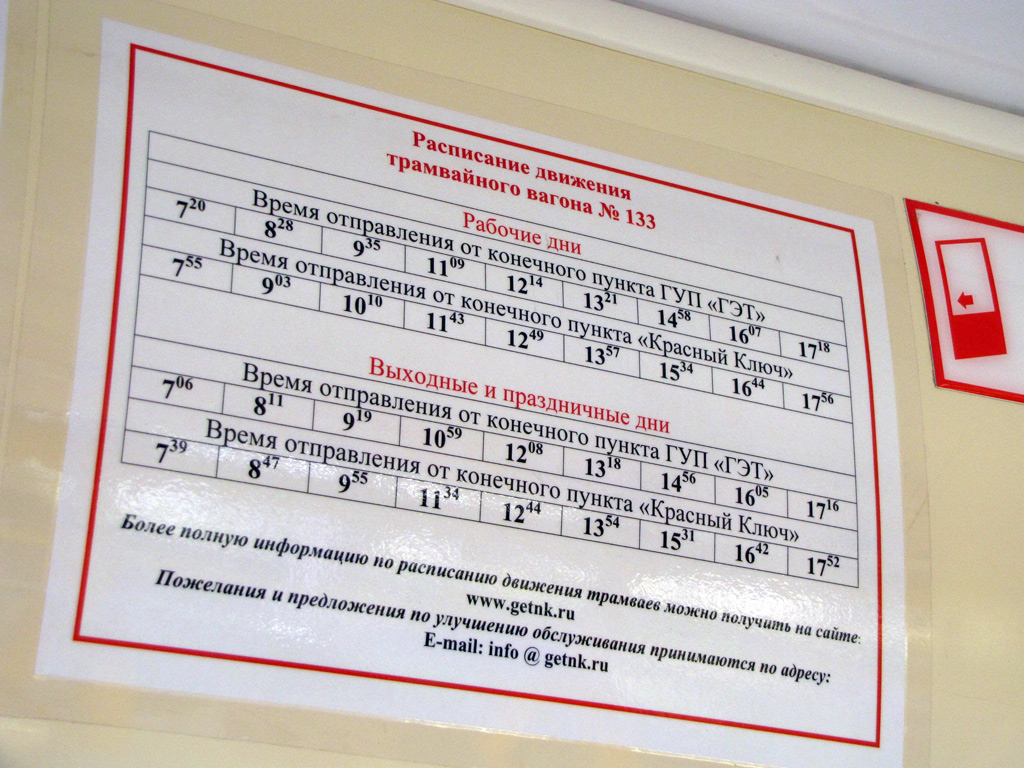 Расписание движения
трамвайного вагона № 133
Рабочие дни
Время отправления от конечного пункта ГУП «ГЭТ»
7²⁰ 8²⁸ 9³⁵ 11⁰⁹ 12¹⁴ 13²¹ 14⁵⁸ 16⁰⁷ 17¹⁸
Время отправления от конечного пункта «Красный Ключ»
7⁵⁵ 9⁰³ 10¹⁰ 11⁴³ 12⁴⁹ 13⁵⁷ 15³⁴ 16⁴⁴ 17⁵⁶
Выходные и праздничные дни
Время отправления от конечного пункта ГУП «ГЭТ»
7⁰⁶ 8¹¹ 9¹⁹ 10⁵⁹ 12⁰⁸ 13¹⁸ 14⁵⁶ 16⁰⁵ 17¹⁶
Время отправления от конечного пункта «Красный Ключ»
7³⁹ 8⁴⁷ 9⁵⁵ 11³⁴ 12⁴⁴ 13⁵⁴ 15³¹ 16⁴² 17⁵²
Более полную информацию по расписанию движения трамваев можно получить на сайте:
www.getnk.ru
Пожелания и предложения по улучшению обслуживания принимаются по адресу:
E-mail: info @ getnk.ru